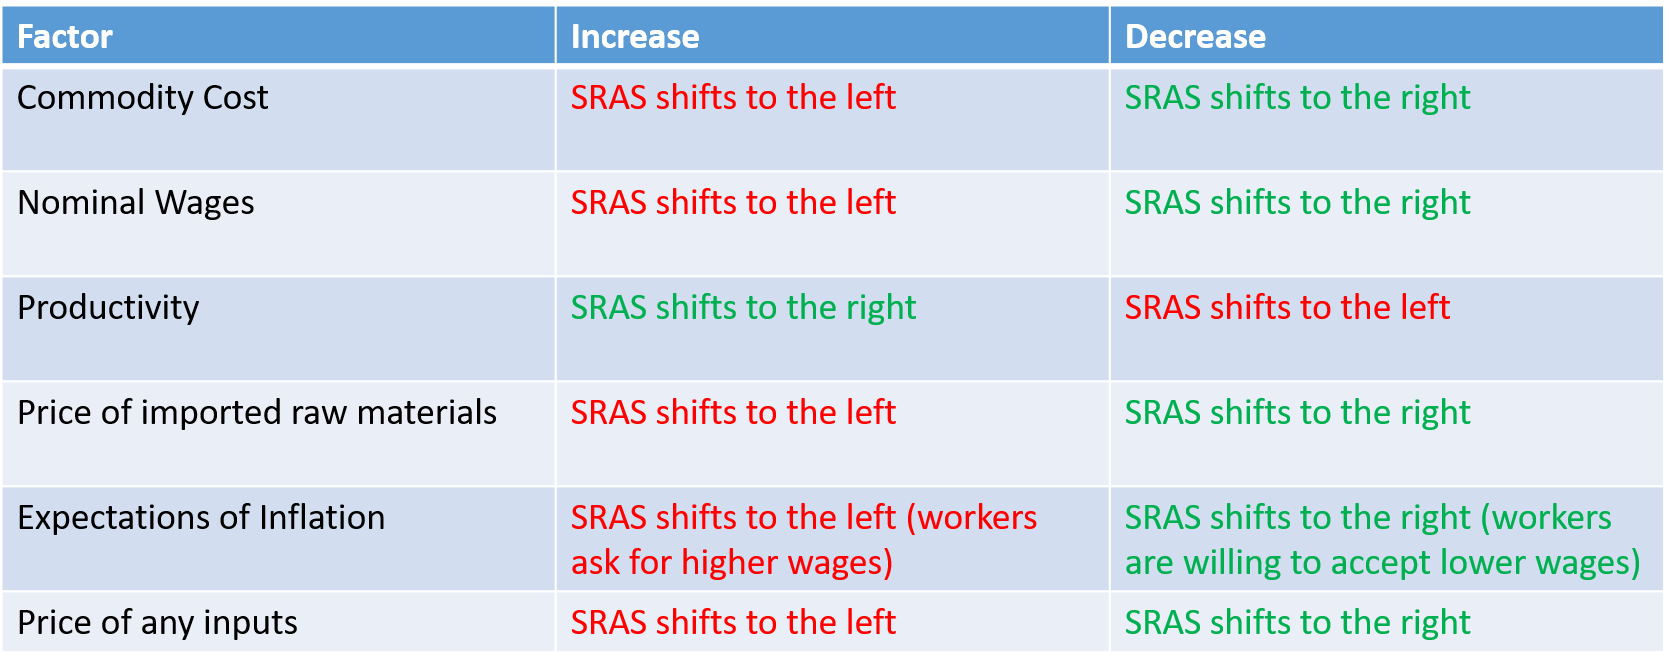 Factor Increase Decrease
Commodity Cost SRAS shifts to the left SRAS shifts to the right
Nominal Wages SRAS shifts to the left SRAS shifts to the right
Productivity SRAS shifts to the right SRAS shifts to the left
Price of imported raw materials SRAS shifts to the left SRAS shifts to the right
Expectations of Inflation SRAS shifts to the left (workers
ask for higher wages) SRAS shifts to the right (workers
are willing to accept lower wages)
Price of any inputs SRAS shifts to the left SRAS shifts to the right